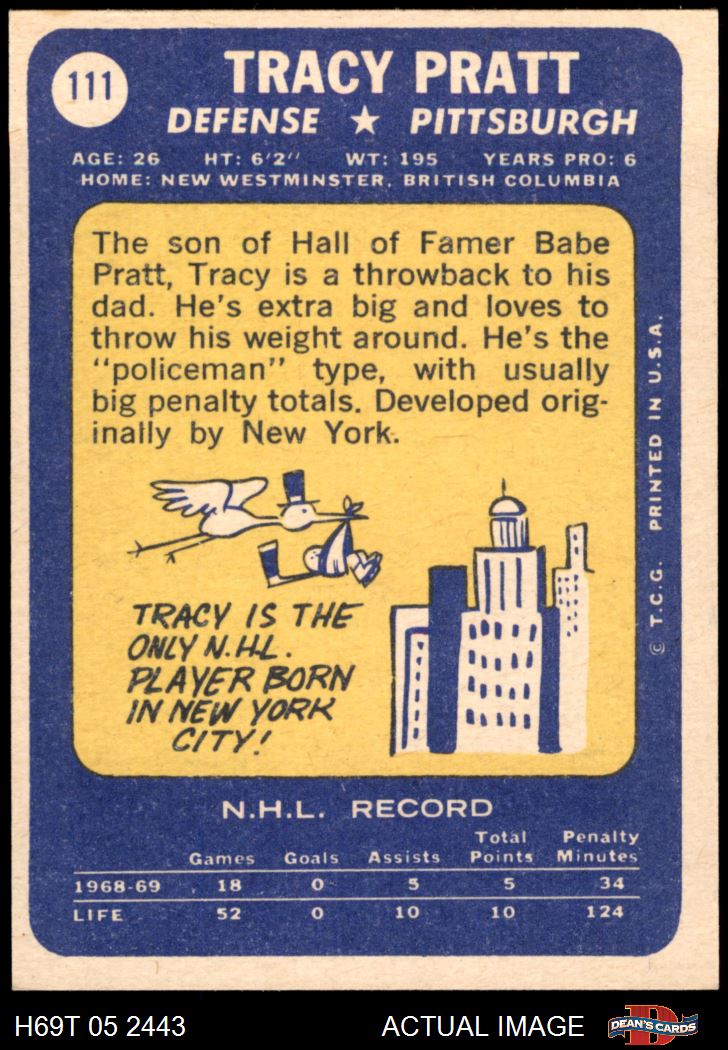 111
TRACY PRATT
DEFENSE ★ PITTSBURGH
AGE: 26 HT: 6'2" WT: 195 YEARS PRO: 6
HOME: NEW WESTMINSTER, BRITISH COLUMBIA
The son of Hall of Famer Babe
Pratt, Tracy is a throwback to his
dad. He's extra big and loves to
throw his weight around. He's the
"policeman" type, with usually
big penalty totals. Developed orig-
inally by New York.
TRACY IS THE
ONLY N.H.L.
PLAYER BORN
IN NEW YORK
CITY!
© T.C.G. PRINTED IN U.S.A.
N.H.L. RECORD
Games Goals Assists Total Points Penalty Minutes
1968-69 18 0 5 5 34
LIFE 52 0 10 10 124
H69T 05 2443 ACTUAL IMAGE DEAN'S CARDS